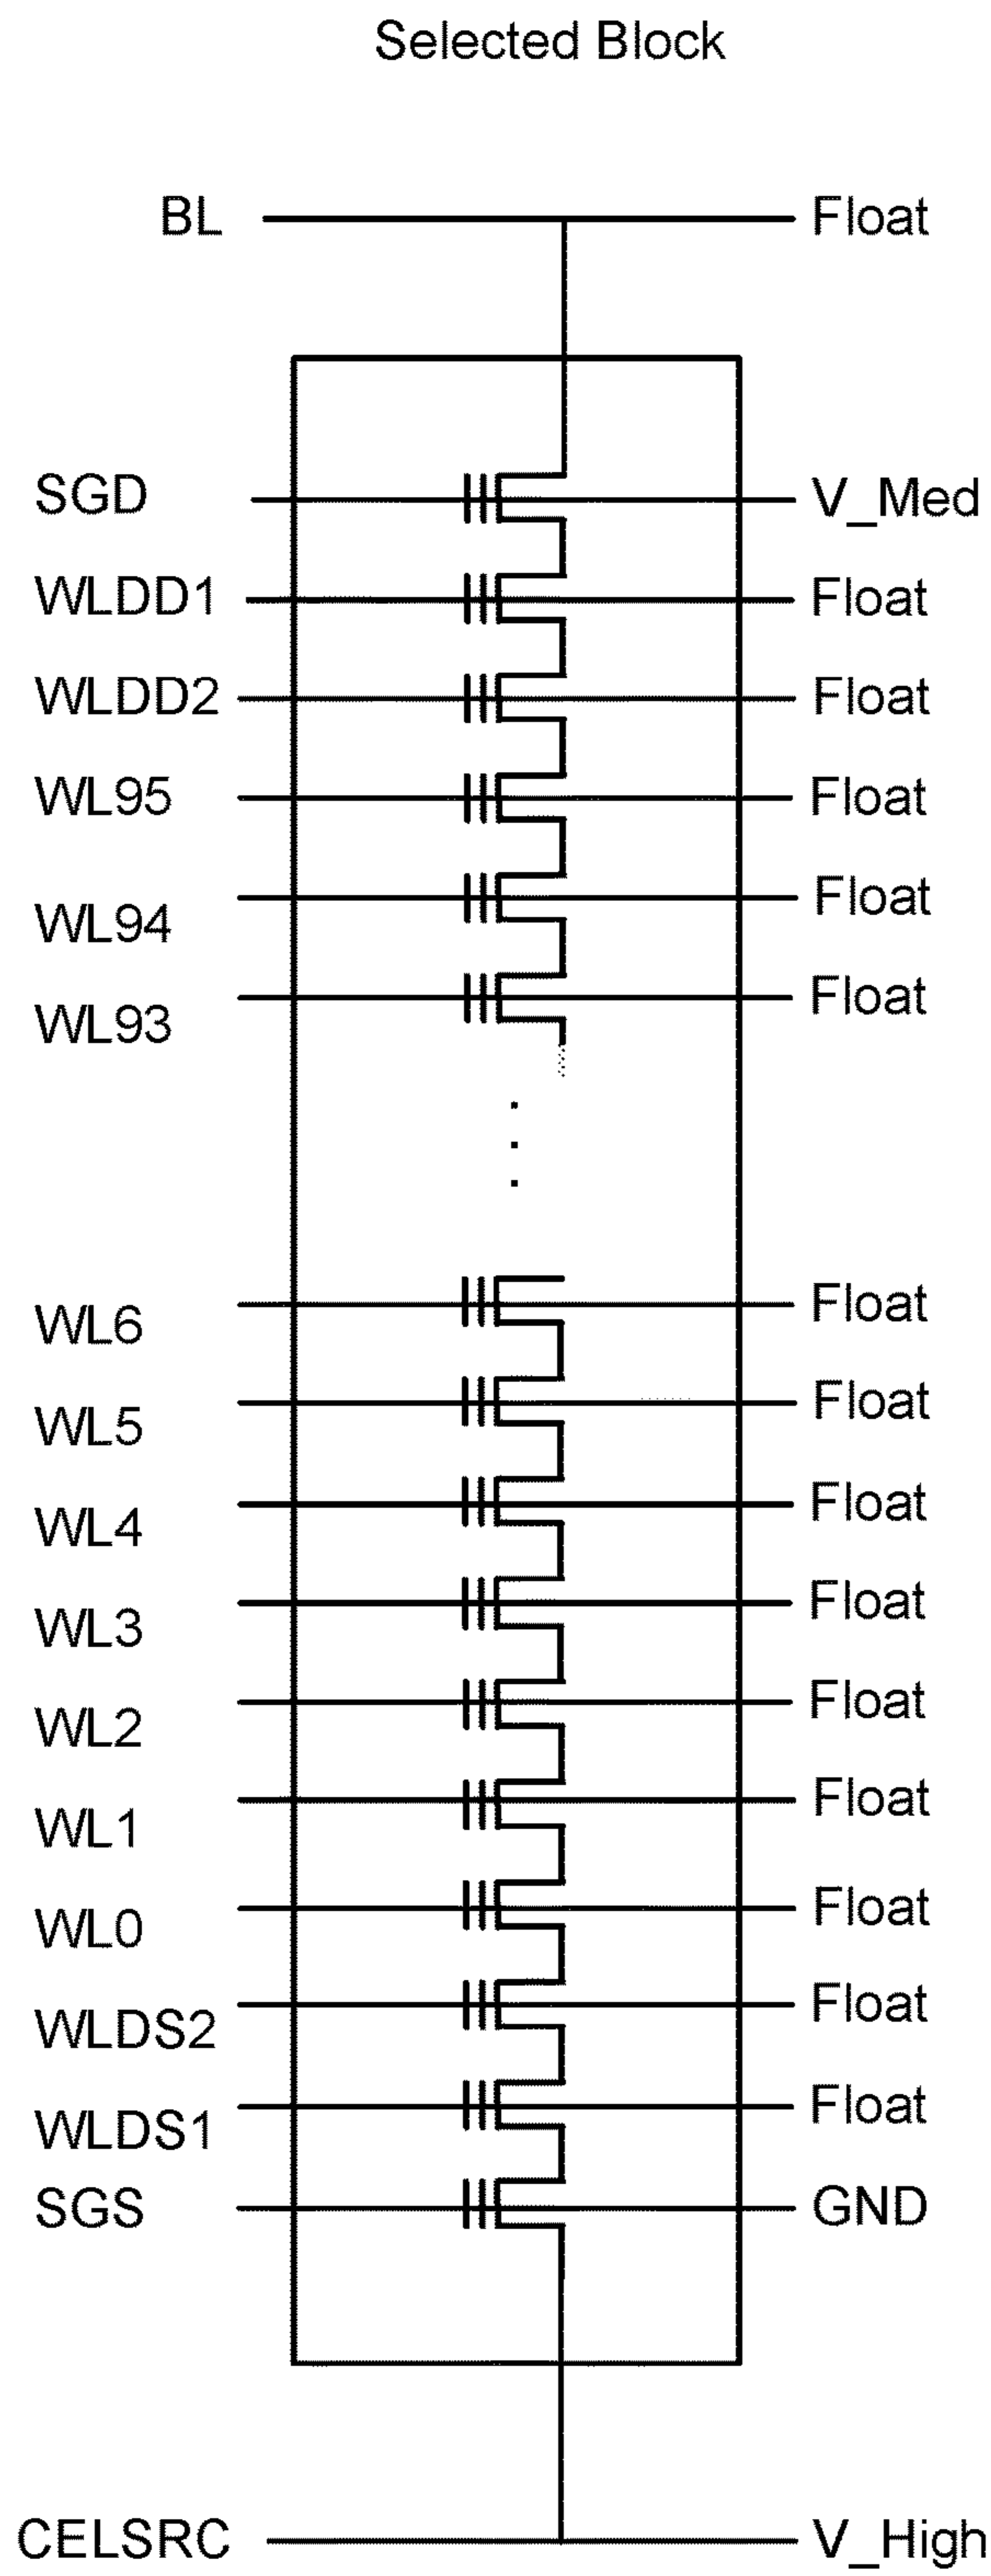 Selected Block
BL Float
SGD V_Med
WLDD1 Float
WLDD2 Float
WL95 Float
WL94 Float
WL93 Float
WL6 Float
WL5 Float
WL4 Float
WL3 Float
WL2 Float
WL1 Float
WL0 Float
WLDS2 Float
WLDS1 Float
SGS GND
CELSRC V_High